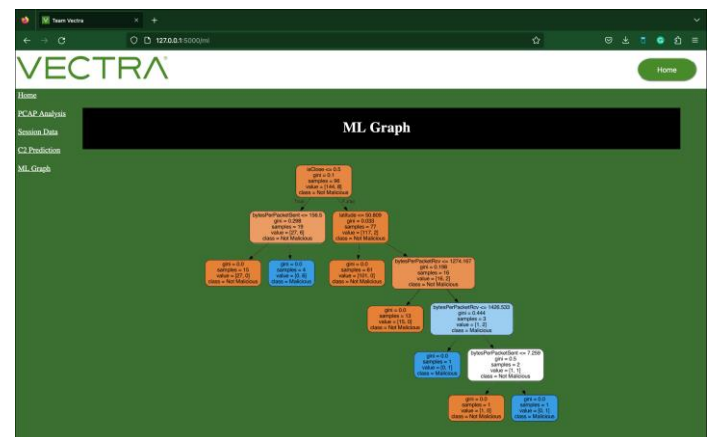 Team Vectra
127.0.0.1:5000/ml
VECTRA
Home
Home
PCAP Analysis
Session Data
C2 Prediction
ML Graph
ML Graph
isClose <= 0.5
gini = 0.1
value = [144, 8]
class = Not Malicious
bytesPerPacketSent <= 159.5
gini = 0.298
samples = 19
value = [27, 6]
class = Not Malicious
latitude <= 50.809
gini = 0.033
samples = 77
value = [117, 2]
class = Not Malicious
gini = 0.0
samples = 15
value = [27, 0]
class = Not Malicious
gini = 0.0
samples = 4
value = [0, 6]
class = Malicious
gini = 0.0
samples = 61
value = [101, 0]
class = Not Malicious
bytesPerPacketRcv <= 1274.167
gini = 0.198
samples = 16
value = [16, 2]
class = Not Malicious
gini = 0.0
samples = 13
value = [15, 0]
class = Not Malicious
bytesPerPacketRcv <= 1426.533
gini = 0.444
samples = 3
value = [1, 2]
class = Malicious
gini = 0.0
samples = 1
value = [0, 1]
class = Malicious
bytesPerPacketSent <= 7.259
gini = 0.5
samples = 2
value = [1, 1]
class = Not Malicious
gini = 0.0
samples = 1
value = [1, 0]
class = Not Malicious
gini = 0.0
samples = 1
value = [0, 1]
class = Malicious